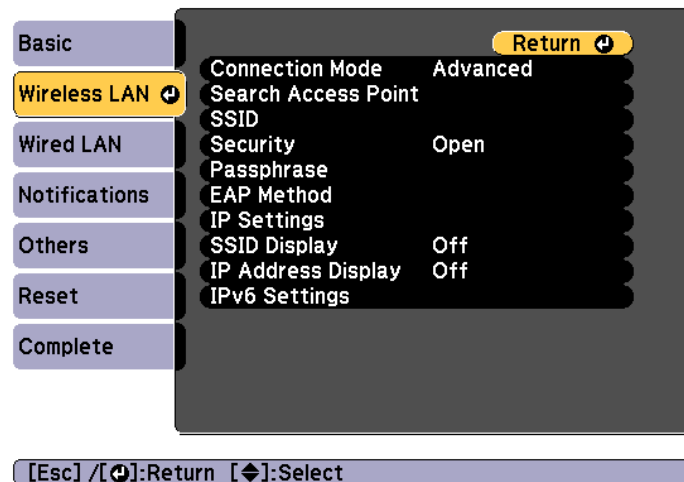 Basic
Wireless LAN
Wired LAN
Notifications
Others
Reset
Complete
Return
Connection Mode Advanced
Search Access Point
SSID
Security Open
Passphrase
EAP Method
IP Settings
SSID Display Off
IP Address Display Off
IPv6 Settings
[Esc] /[⏎]:Return [◆]:Select